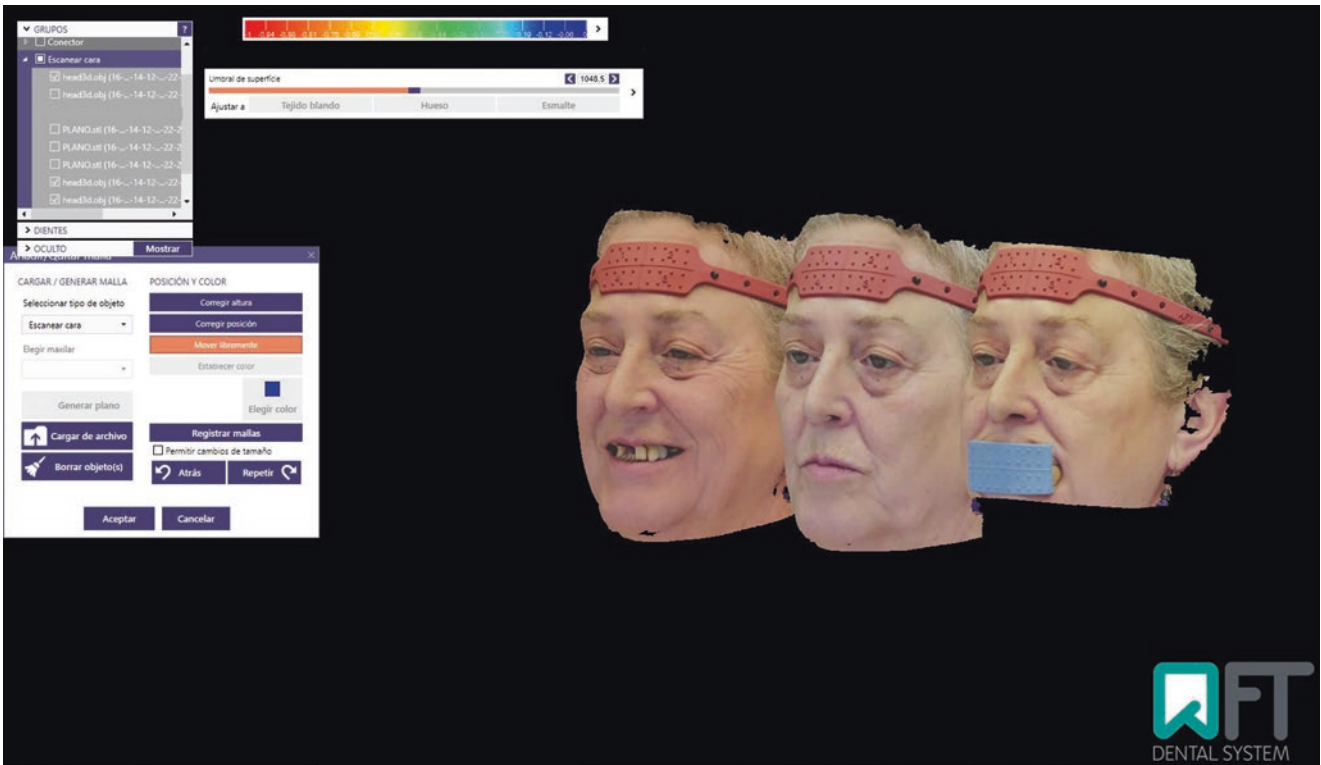 GRUPOS
?
Conector
Escanear cara
head3d.obj (16-...-14-12-...-22-
head3d.obj (16-...-14-12-...-22-
PLANO.stl (16-...-14-12-...-22-2
PLANO.stl (16-...-14-12-...-22-2
PLANO.stl (16-...-14-12-...-22-2
head3d.obj (16-...-14-12-...-22-
head3d.obj (16-...-14-12-...-22-
DIENTES
OCULTO
Mostrar
-0.12 -0.08
Umbral de superficie
1048,5
Ajustar a
Tejido blando
Hueso
Esmalte
CARGAR / GENERAR MALLA
POSICIÓN Y COLOR
Seleccionar tipo de objeto
Corregir altura
Escanear cara
Corregir posición
Elegir maxilar
Mover libremente
Establecer color
Generar plano
Elegir color
Cargar de archivo
Registrar mallas
Permitir cambios de tamaño
Borrar objeto(s)
Atrás
Repetir
Aceptar
Cancelar
FT
DENTAL SYSTEM